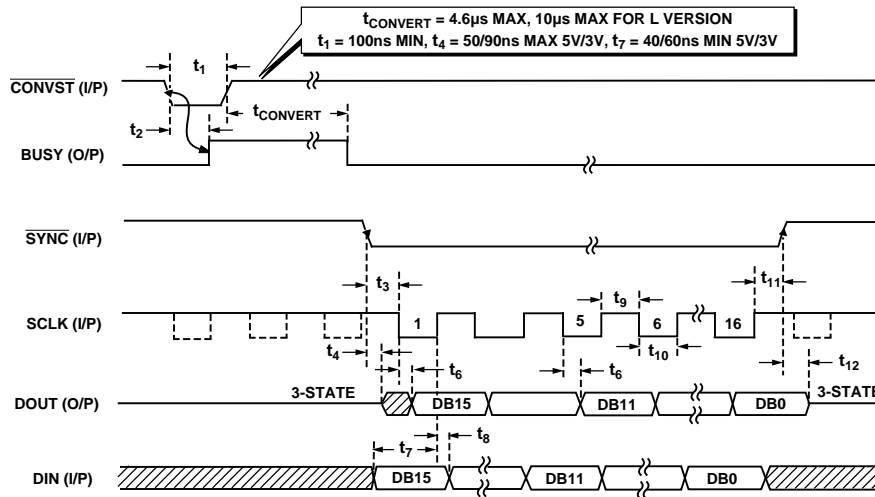 tCONVERT = 4.6µs MAX, 10µs MAX FOR L VERSION
t1 = 100ns MIN, t4 = 50/90ns MAX 5V/3V, t7 = 40/60ns MIN 5V/3V
t1
CONVST (I/P)
tCONVERT
t2
BUSY (O/P)
SYNC (I/P)
t3
t9
t11
SCLK (I/P)
1
5
6
16
t4
t6
t6
t10
t12
3-STATE
3-STATE
DOUT (O/P)
DB15
DB11
DB0
t7
t8
DIN (I/P)
DB15
DB11
DB0